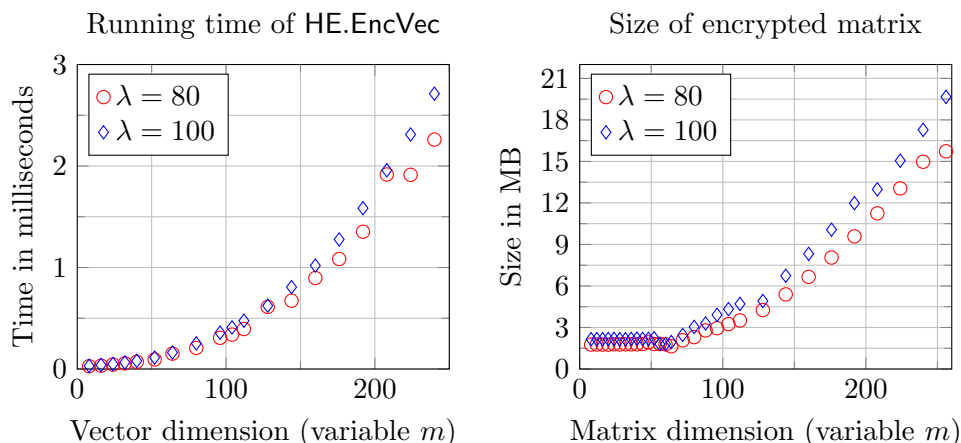 Running time of HE.EncVec
Time in milliseconds
3
2
1
0
λ = 80
λ = 100
0
100
200
Vector dimension (variable m)
Size of encrypted matrix
Size in MB
21
18
15
12
9
6
3
0
λ = 80
λ = 100
0
100
200
Matrix dimension (variable m)